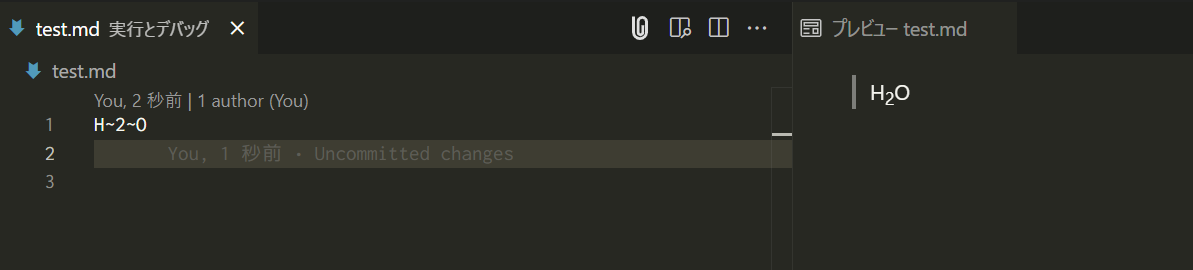 test.md 実行とデバッグ
プレビュー test.md
test.md
You, 2 秒前 | 1 author (You)
1 H~2~O
2 You, 1 秒前 · Uncommitted changes
3
H₂O